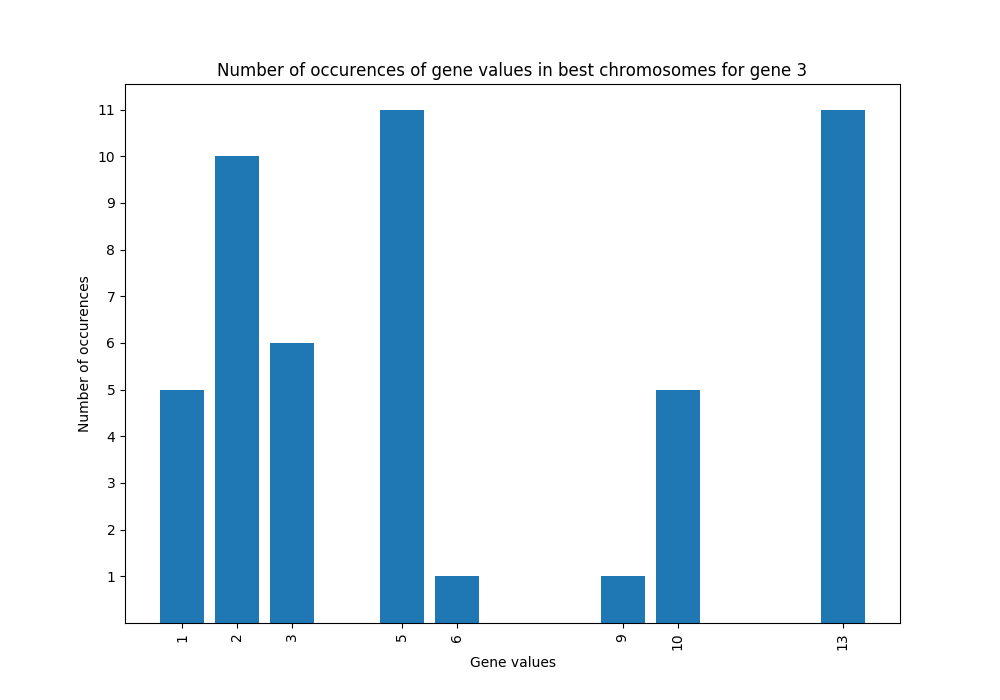 Number of occurences of gene values in best chromosomes for gene 3
Number of occurences
11
10
9
8
7
6
5
4
3
2
1
1 2 3 5 6 9 10 13
Gene values